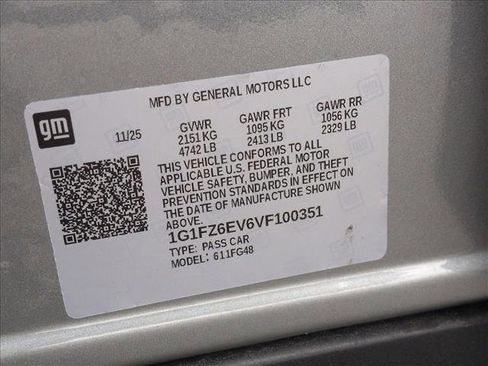 MFD BY GENERAL MOTORS LLC
gm
11/25
GVWR GAWR FRT GAWR RR
2151 KG 1095 KG 1056 KG
4742 LB 2413 LB 2329 LB
THIS VEHICLE CONFORMS TO ALL
APPLICABLE U.S. FEDERAL MOTOR
VEHICLE SAFETY, BUMPER, AND THEFT
PREVENTION STANDARDS IN EFFECT ON
THE DATE OF MANUFACTURE SHOWN
ABOVE.
1G1FZ6EV6VF100351
TYPE: PASS CAR
MODEL: 611FG48